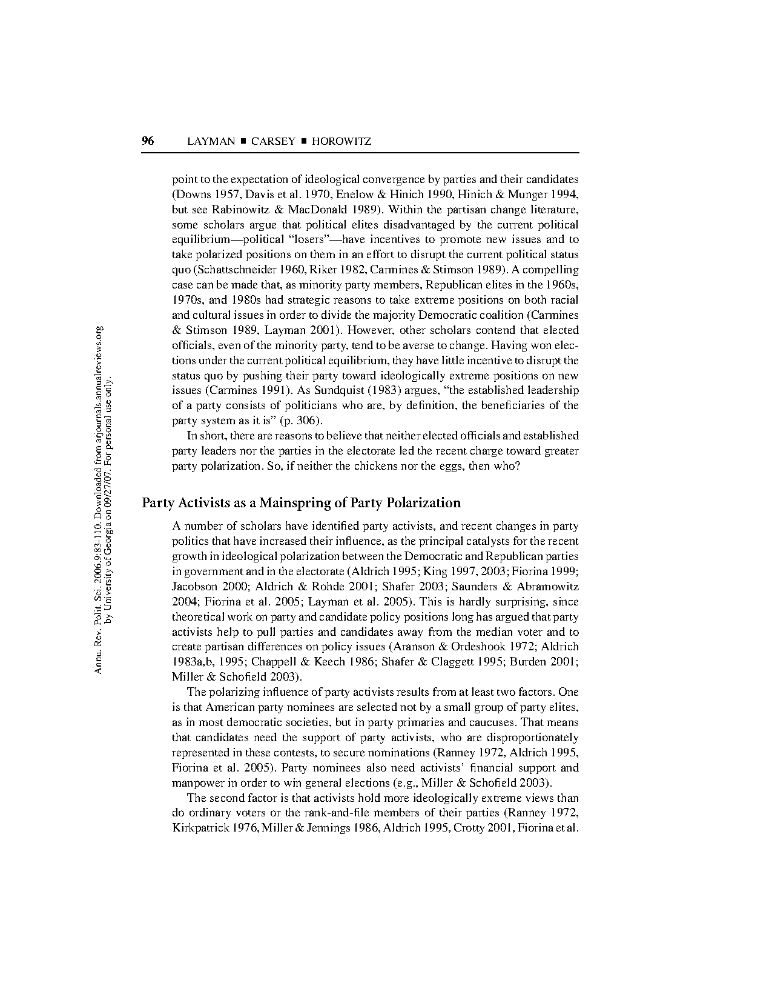 96 LAYMAN ■ CARSEY ■ HOROWITZ
point to the expectation of ideological convergence by parties and their candidates
(Downs 1957, Davis et al. 1970, Enelow & Hinich 1990, Hinich & Munger 1994,
but see Rabinowitz & MacDonald 1989). Within the partisan change literature,
some scholars argue that political elites disadvantaged by the current political
equilibrium—political “losers”—have incentives to promote new issues and to
take polarized positions on them in an effort to disrupt the current political status
quo (Schattschneider 1960, Riker 1982, Carmines & Stimson 1989). A compelling
case can be made that, as minority party members, Republican elites in the 1960s,
1970s, and 1980s had strategic reasons to take extreme positions on both racial
and cultural issues in order to divide the majority Democratic coalition (Carmines
& Stimson 1989, Layman 2001). However, other scholars contend that elected
officials, even of the minority party, tend to be averse to change. Having won elec-
tions under the current political equilibrium, they have little incentive to disrupt the
status quo by pushing their party toward ideologically extreme positions on new
issues (Carmines 1991). As Sundquist (1983) argues, “the established leadership
of a party consists of politicians who are, by definition, the beneficiaries of the
party system as it is” (p. 306).
In short, there are reasons to believe that neither elected officials and established
party leaders nor the parties in the electorate led the recent charge toward greater
party polarization. So, if neither the chickens nor the eggs, then who?
Party Activists as a Mainspring of Party Polarization
A number of scholars have identified party activists, and recent changes in party
politics that have increased their influence, as the principal catalysts for the recent
growth in ideological polarization between the Democratic and Republican parties
in government and in the electorate (Aldrich 1995; King 1997, 2003; Fiorina 1999;
Jacobson 2000; Aldrich & Rohde 2001; Shafer 2003; Saunders & Abramowitz
2004; Fiorina et al. 2005; Layman et al. 2005). This is hardly surprising, since
theoretical work on party and candidate policy positions long has argued that party
activists help to pull parties and candidates away from the median voter and to
create partisan differences on policy issues (Aranson & Ordeshook 1972; Aldrich
1983a,b, 1995; Chappell & Keech 1986; Shafer & Claggett 1995; Burden 2001;
Miller & Schofield 2003).
The polarizing influence of party activists results from at least two factors. One
is that American party nominees are selected not by a small group of party elites,
as in most democratic societies, but in party primaries and caucuses. That means
that candidates need the support of party activists, who are disproportionately
represented in these contests, to secure nominations (Ranney 1972, Aldrich 1995,
Fiorina et al. 2005). Party nominees also need activists’ financial support and
manpower in order to win general elections (e.g., Miller & Schofield 2003).
The second factor is that activists hold more ideologically extreme views than
do ordinary voters or the rank-and-file members of their parties (Ranney 1972,
Kirkpatrick 1976, Miller & Jennings 1986, Aldrich 1995, Crotty 2001, Fiorina et al.
Annu. Rev. Polit. Sci. 2006.9:83-110. Downloaded from arjournals.annualreviews.org
by University of Georgia on 09/27/07. For personal use only.